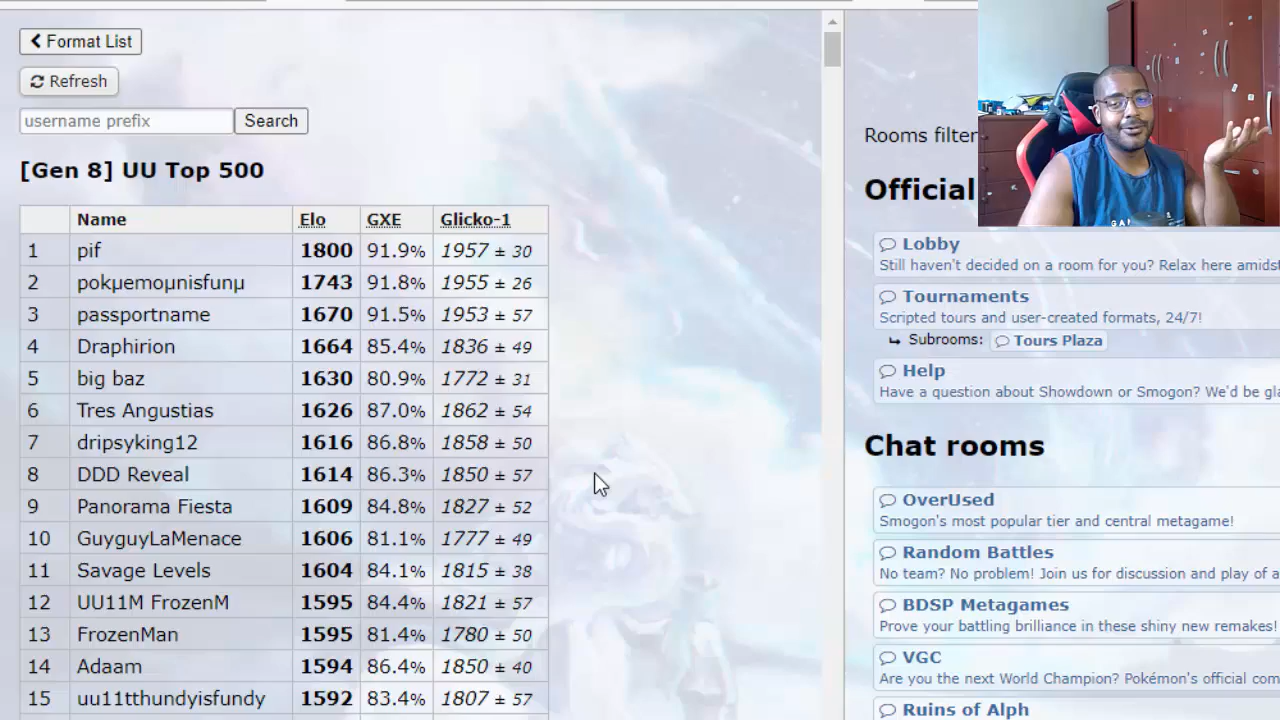 Format List
Refresh
username prefix Search
[Gen 8] UU Top 500
Name Elo GXE Glicko-1
1 pif 1800 91.9% 1957 ± 30
2 pokμemoμnisfunμ 1743 91.8% 1955 ± 26
3 passportname 1670 91.5% 1953 ± 57
4 Draphirion 1664 85.4% 1836 ± 49
5 big baz 1630 80.9% 1772 ± 31
6 Tres Angustias 1626 87.0% 1862 ± 54
7 dripsyking12 1616 86.8% 1858 ± 50
8 DDD Reveal 1614 86.3% 1850 ± 57
9 Panorama Fiesta 1609 84.8% 1827 ± 52
10 GuyguyLaMenace 1606 81.1% 1777 ± 49
11 Savage Levels 1604 84.1% 1815 ± 38
12 UU11M FrozenM 1595 84.4% 1821 ± 57
13 FrozenMan 1595 81.4% 1780 ± 50
14 Adaam 1594 86.4% 1850 ± 40
15 uu11tthundyisfundy 1592 83.4% 1807 ± 57
Rooms filter
Official
Lobby
Still haven't decided on a room for you? Relax here amidst
Tournaments
Scripted tours and user-created formats, 24/7!
Subrooms: Tours Plaza
Help
Have a question about Showdown or Smogon? We'd be gla
Chat rooms
OverUsed
Smogon's most popular tier and central metagame!
Random Battles
No team? No problem! Join us for discussion and play of a
BDSP Metagames
Prove your battling brilliance in these shiny new remakes!
VGC
Are you the next World Champion? Pokémon's official com
Ruins of Alph